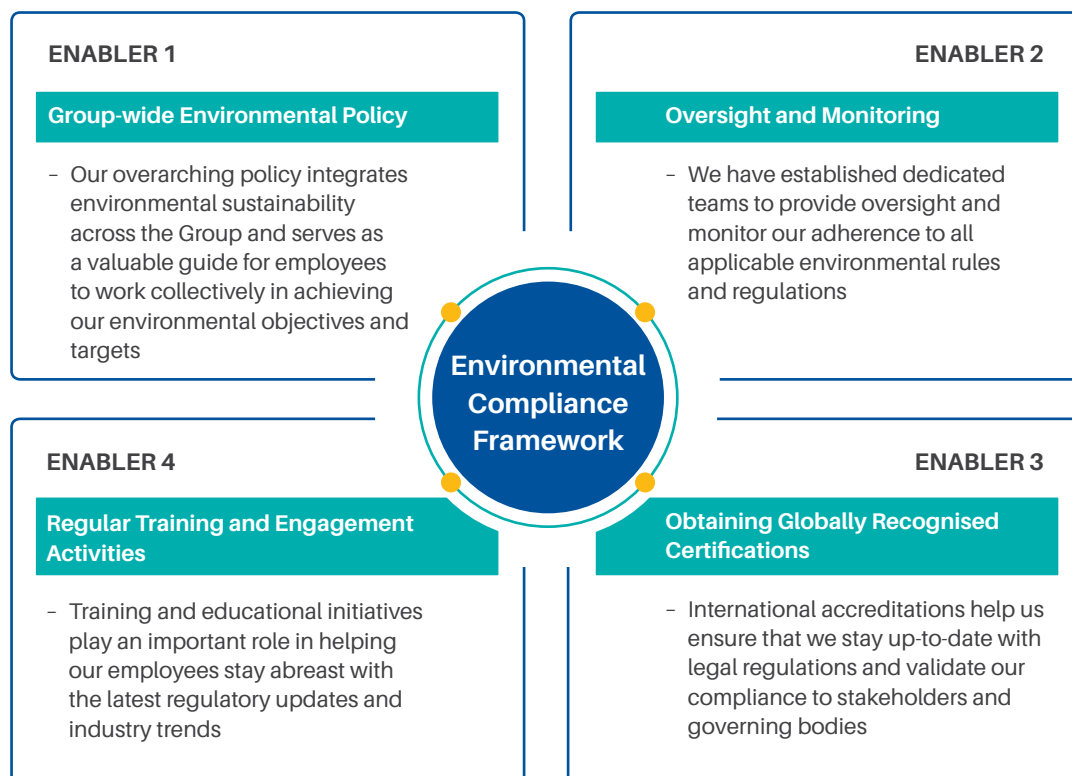 ENABLER 1
Group-wide Environmental Policy
– Our overarching policy integrates
environmental sustainability
across the Group and serves as
a valuable guide for employees
to work collectively in achieving
our environmental objectives and
targets
ENABLER 2
Oversight and Monitoring
– We have established dedicated
teams to provide oversight and
monitor our adherence to all
applicable environmental rules
and regulations
Environmental
Compliance
Framework
ENABLER 4
Regular Training and Engagement
Activities
– Training and educational initiatives
play an important role in helping
our employees stay abreast with
the latest regulatory updates and
industry trends
ENABLER 3
Obtaining Globally Recognised
Certifications
– International accreditations help us
ensure that we stay up-to-date with
legal regulations and validate our
compliance to stakeholders and
governing bodies